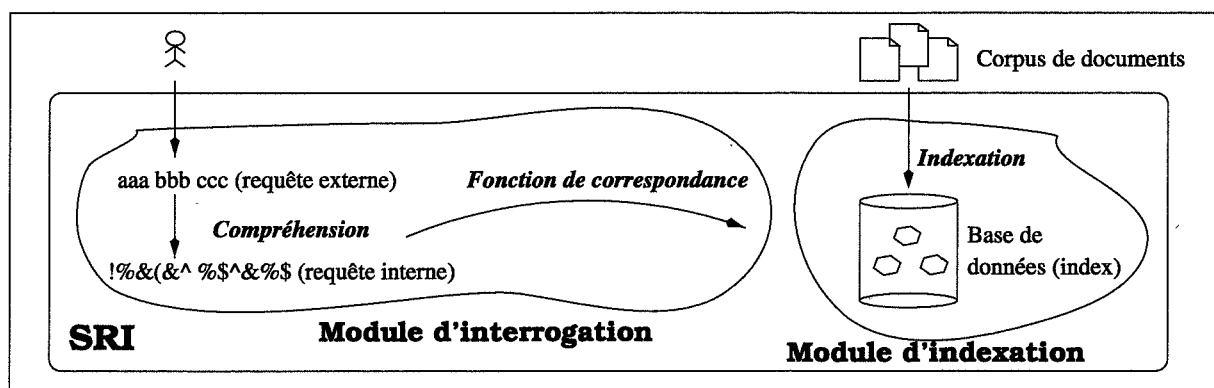 Corpus de documents
Indexation
aaa bbb ccc (requête externe)
Fonction de correspondance
Compréhension
Base de
données (index)
!%&(&^ %$^&%$ (requête interne)
SRI
Module d'interrogation
Module d'indexation